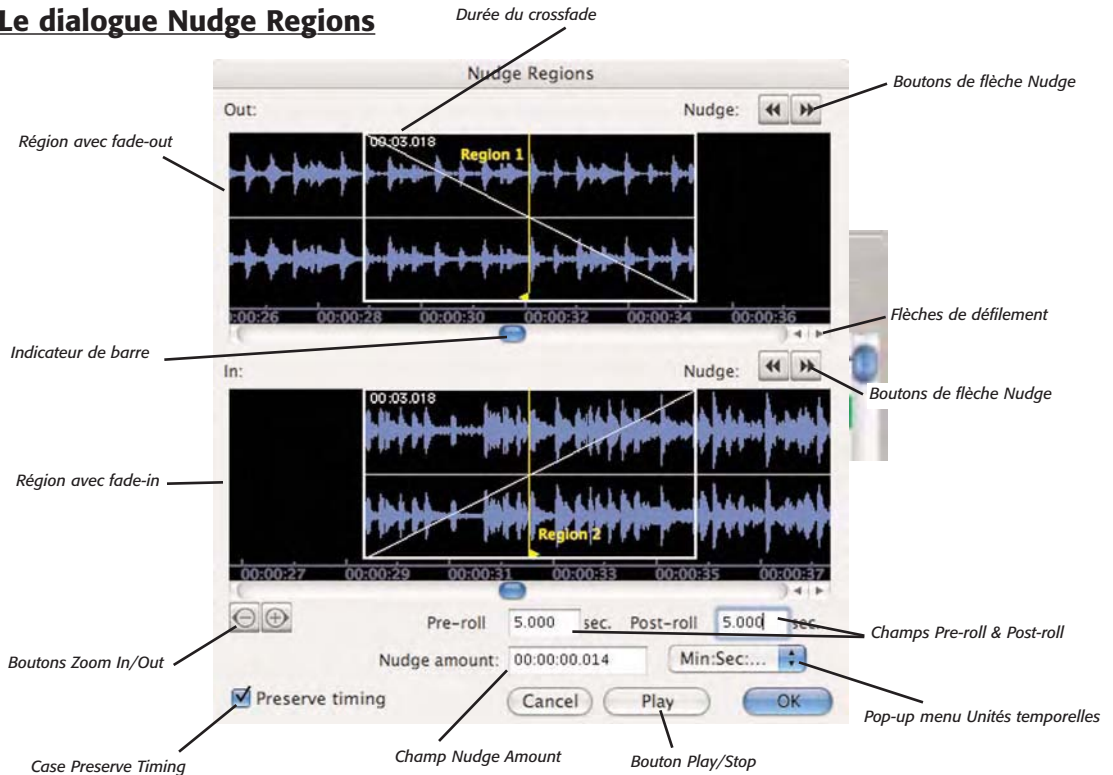 Le dialogue Nudge Regions
Durée du crossfade
Nudge Regions
Boutons de flèche Nudge
Out:
Nudge:
Région avec fade-out
00:03.018
Region 1
00:00:28
00:00:30
00:00:32
00:00:34
00:00:36
Flèches de défilement
Indicateur de barre
In:
Nudge:
Boutons de flèche Nudge
00:03.018
Région avec fade-in
Region 2
00:00:27
00:00:29
00:00:31
00:00:33
00:00:35
00:00:37
Pre-roll 5.000 sec. Post-roll 5.000 sec.
Champs Pre-roll & Post-roll
Boutons Zoom In/Out
Nudge amount: 00:00:00.014 Min:Sec:...
Preserve timing Cancel Play OK
Pop-up menu Unités temporelles
Case Preserve Timing
Champ Nudge Amount
Bouton Play/Stop